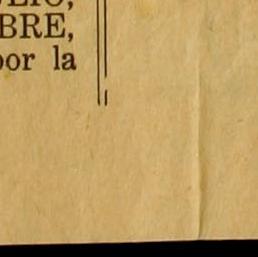 BRE,
por la